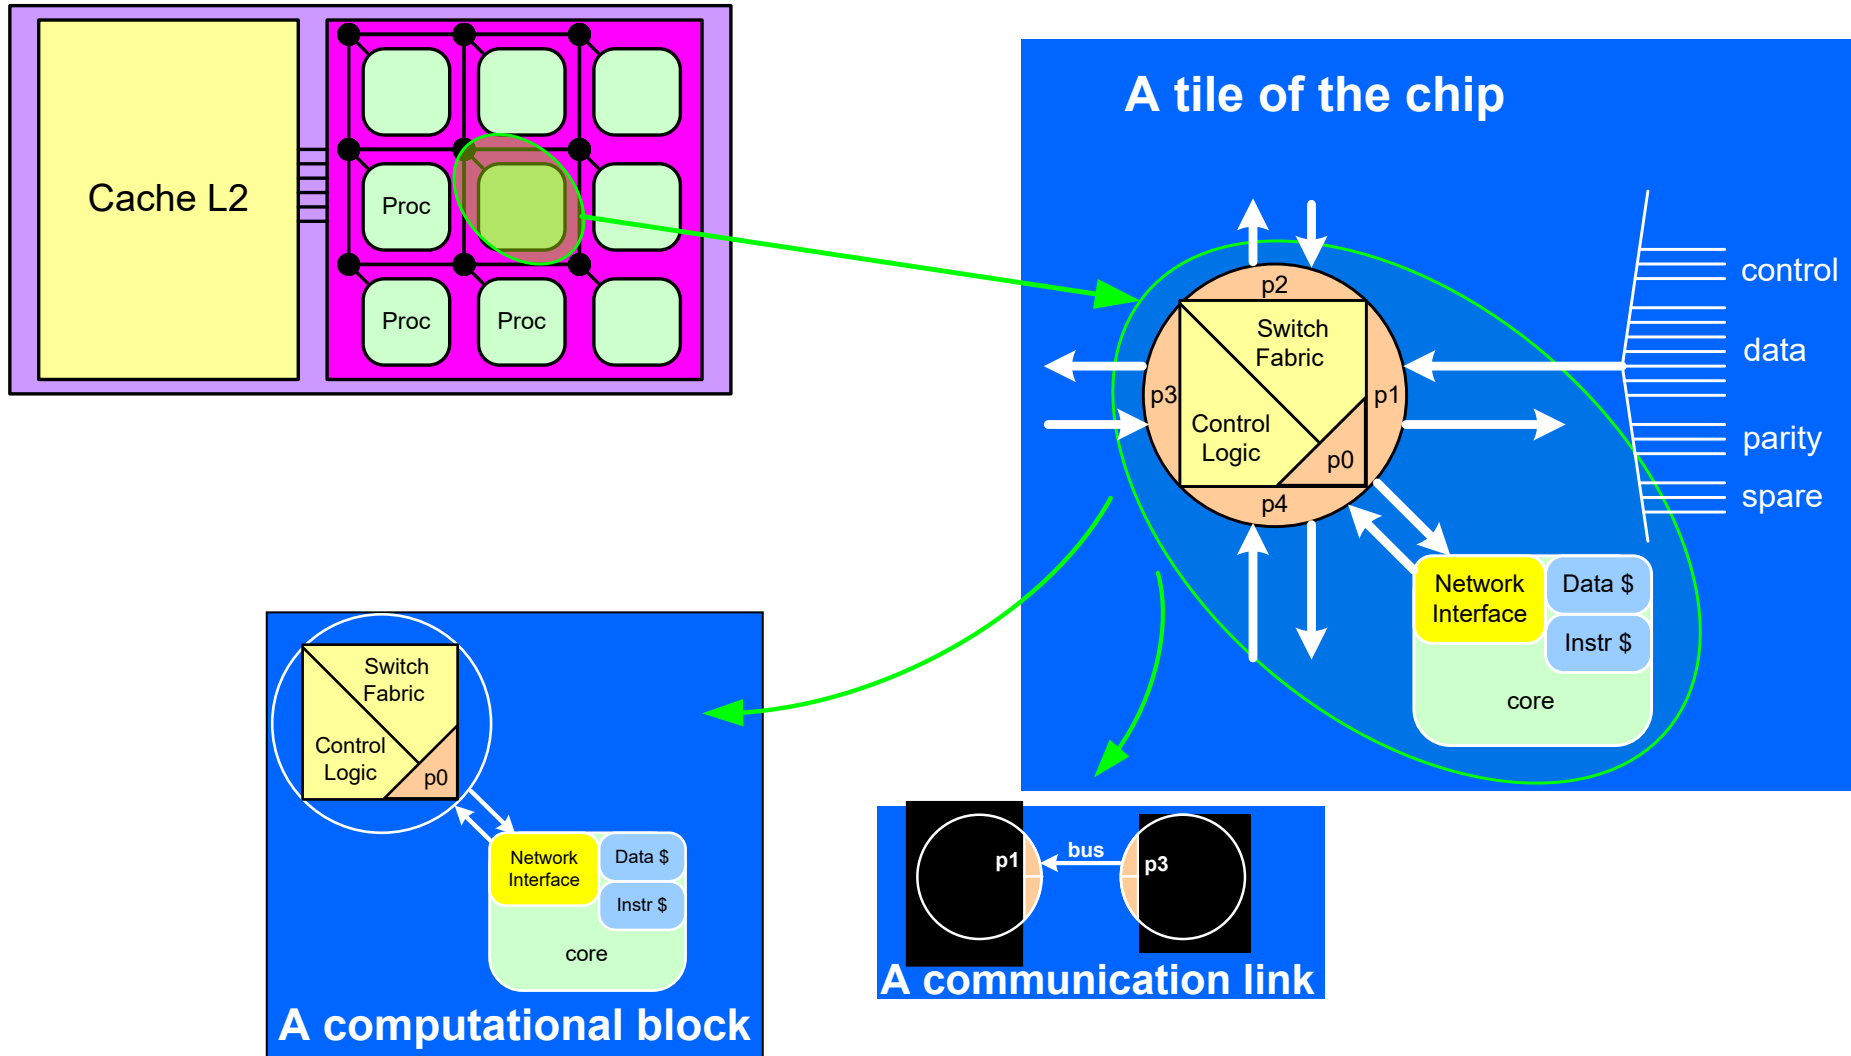 Cache L2
Proc
Proc
Proc
A tile of the chip
p2
Switch
Fabric
p3
p1
Control
Logic
p0
p4
control
data
parity
spare
Network
Interface
Data $
Instr $
core
Switch
Fabric
Control
Logic
p0
Network
Interface
Data $
Instr $
core
A computational block
p1
bus
p3
A communication link